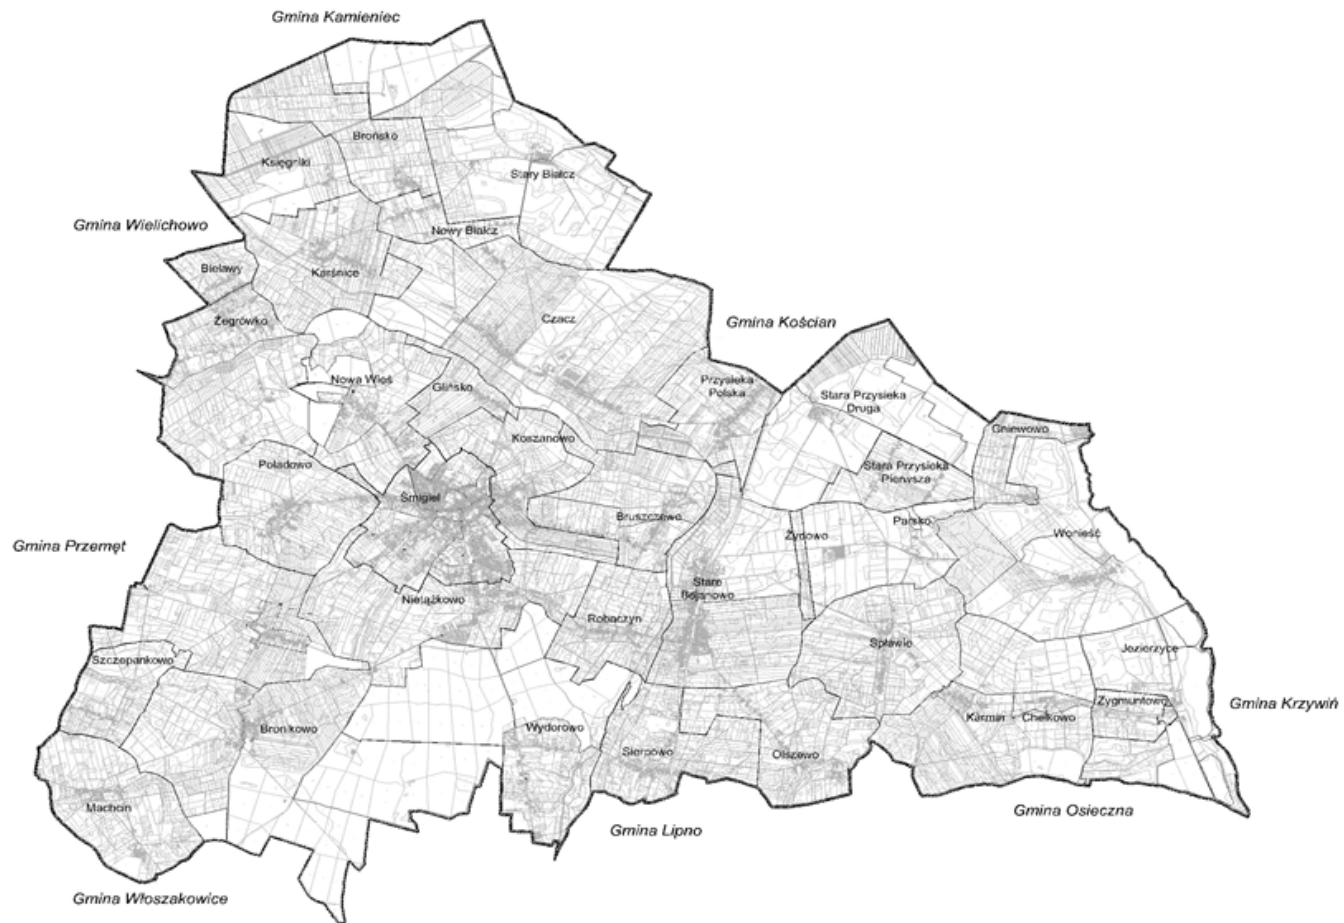 Gmina Kamieniec
Brońsko
Księgniki
Stary Białcz
Gmina Wielichowo
Nowy Białcz
Bielawy
Karśnice
Żegrówko
Czacz
Gmina Kościan
Nowa Wieś
Glińsko
Przysieka
Polska
Stara Przysieka
Druga
Gniewowo
Koszanowo
Poladowo
Stara Przysieka
Pierwsza
Śmigiel
Bruszczewo
Parsko
Żydowo
Wonieść
Gmina Przemęt
Stare
Bojanowo
Nietążkowo
Robaczyn
Spławie
Jezierzyce
Szczepankowo
Zygmuntowo
Gmina Krzywiń
Karmin - Chełkowo
Bronikowo
Wydorowo
Sierpowo
Olszewo
Machcin
Gmina Osieczna
Gmina Lipno
Gmina Włoszakowice